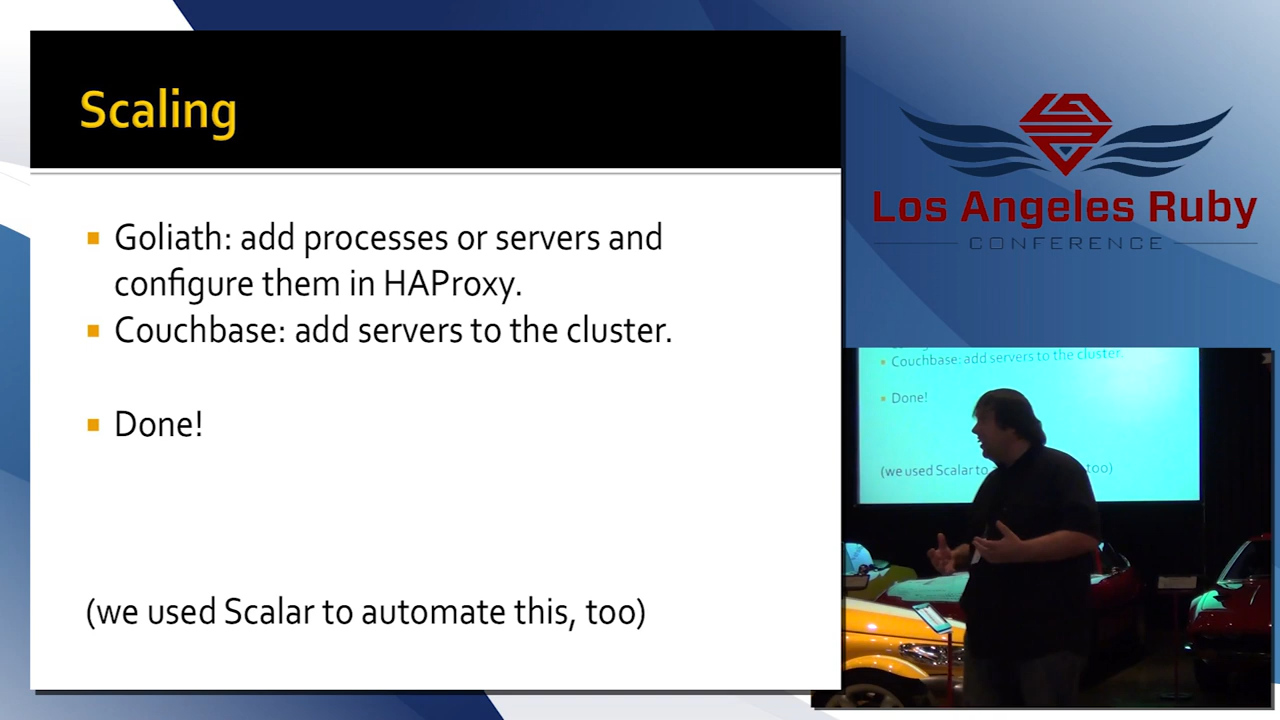 Scaling
Goliath: add processes or servers and
configure them in HAProxy.
Couchbase: add servers to the cluster.
Done!
(we used Scalar to automate this, too)
Los Angeles Ruby
CONFERENCE
Couchbase: add servers to the cluster.
Done!
(we used Scalar to
too)